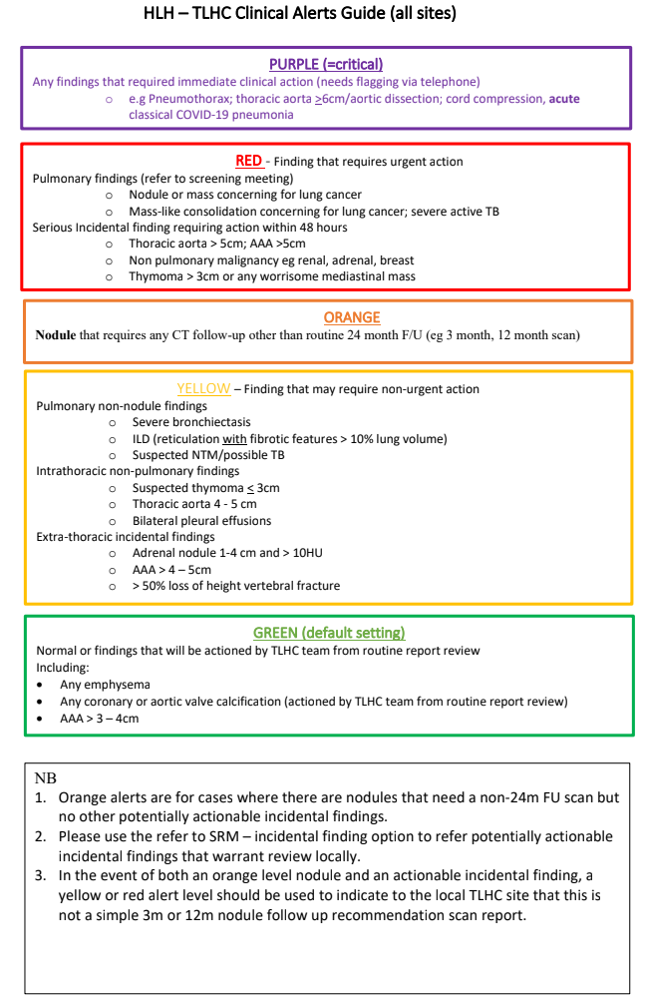 HLH – TLHC Clinical Alerts Guide (all sites)
PURPLE (=critical)
Any findings that required immediate clinical action (needs flagging via telephone)
o e.g Pneumothorax; thoracic aorta ≥6cm/aortic dissection; cord compression, acute
classical COVID-19 pneumonia
RED - Finding that requires urgent action
Pulmonary findings (refer to screening meeting)
o Nodule or mass concerning for lung cancer
o Mass-like consolidation concerning for lung cancer; severe active TB
Serious Incidental finding requiring action within 48 hours
o Thoracic aorta > 5cm; AAA >5cm
o Non pulmonary malignancy eg renal, adrenal, breast
o Thymoma > 3cm or any worrisome mediastinal mass
ORANGE
Nodule that requires any CT follow-up other than routine 24 month F/U (eg 3 month, 12 month scan)
YELLOW – Finding that may require non-urgent action
Pulmonary non-nodule findings
o Severe bronchiectasis
o ILD (reticulation with fibrotic features > 10% lung volume)
o Suspected NTM/possible TB
Intrathoracic non-pulmonary findings
o Suspected thymoma ≤ 3cm
o Thoracic aorta 4 - 5 cm
o Bilateral pleural effusions
Extra-thoracic incidental findings
o Adrenal nodule 1-4 cm and > 10HU
o AAA > 4 – 5cm
o > 50% loss of height vertebral fracture
GREEN (default setting)
Normal or findings that will be actioned by TLHC team from routine report review
Including:
• Any emphysema
• Any coronary or aortic valve calcification (actioned by TLHC team from routine report review)
• AAA > 3 – 4cm
NB
1. Orange alerts are for cases where there are nodules that need a non-24m FU scan but
no other potentially actionable incidental findings.
2. Please use the refer to SRM – incidental finding option to refer potentially actionable
incidental findings that warrant review locally.
3. In the event of both an orange level nodule and an actionable incidental finding, a
yellow or red alert level should be used to indicate to the local TLHC site that this is
not a simple 3m or 12m nodule follow up recommendation scan report.